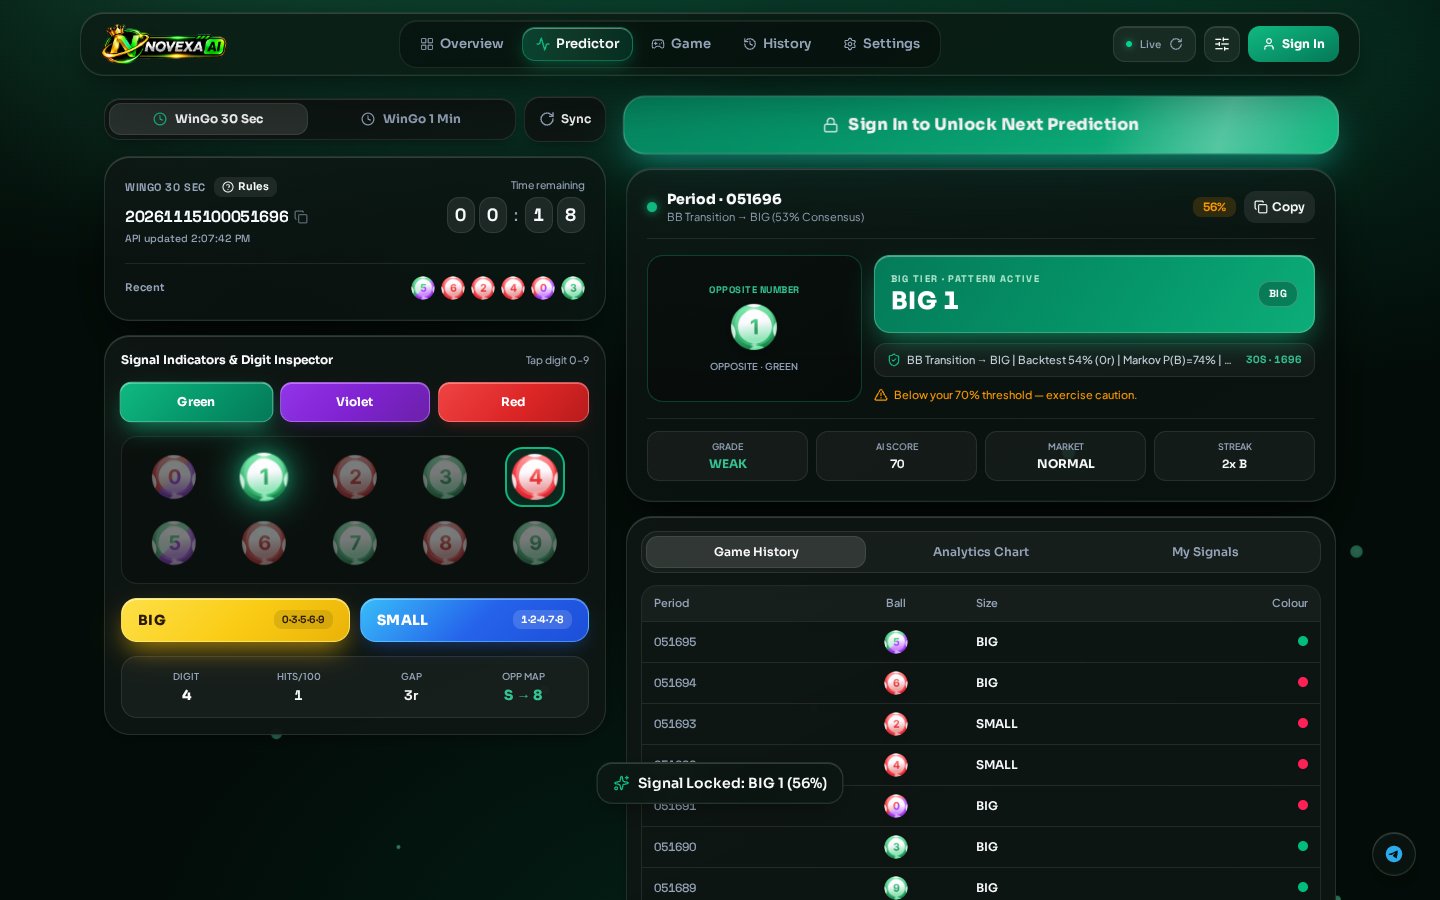 NOVEXA AI
Overview
Predictor
Game
History
Settings
Live
Sign In
WinGo 30 Sec
WinGo 1 Min
Sync
Sign In to Unlock Next Prediction
WINGO 30 SEC
Rules
Time remaining
20261115100051696
0 0 : 1 8
API updated 2:07:42 PM
Recent
5 6 2 4 0 3
Signal Indicators & Digit Inspector
Tap digit 0–9
Green
Violet
Red
0 1 2 3 4
5 6 7 8 9
BIG
0·3·5·6·9
SMALL
1·2·4·7·8
DIGIT
4
HITS/100
1
GAP
3r
OPP MAP
S → 8
Period · 051696
BB Transition → BIG (53% Consensus)
56%
Copy
OPPOSITE NUMBER
1
OPPOSITE · GREEN
BIG TIER · PATTERN ACTIVE
BIG 1
BIG
BB Transition → BIG | Backtest 54% (0r) | Markov P(B)=74% | ...
30S · 1696
Below your 70% threshold — exercise caution.
GRADE
WEAK
AI SCORE
70
MARKET
NORMAL
STREAK
2x B
Game History
Analytics Chart
My Signals
Period Ball Size Colour
051695 5 BIG
051694 6 BIG
051693 2 SMALL
4 SMALL
Signal Locked: BIG 1 (56%)
051691 0 BIG
051690 3 BIG
051689 9 BIG